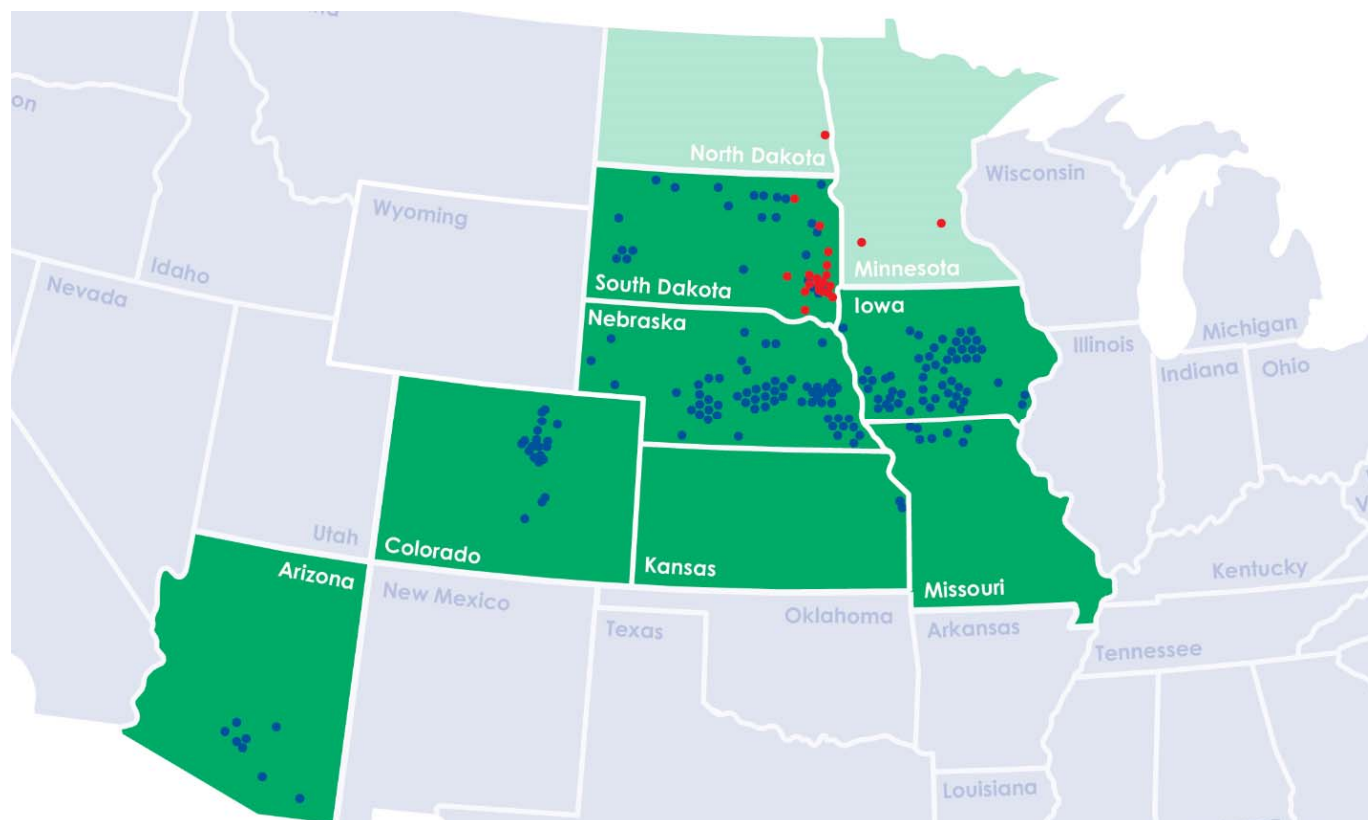 on
North Dakota
Wisconsin
Wyoming
Idaho
Minnesota
South Dakota
Nevada
Iowa
Nebraska
Michigan
Illinois
Indiana
Ohio
Utah
Colorado
Kansas
Arizona
Kentucky
Missouri
New Mexico
Oklahoma
Texas
Arkansas
Tennessee
Louisiana